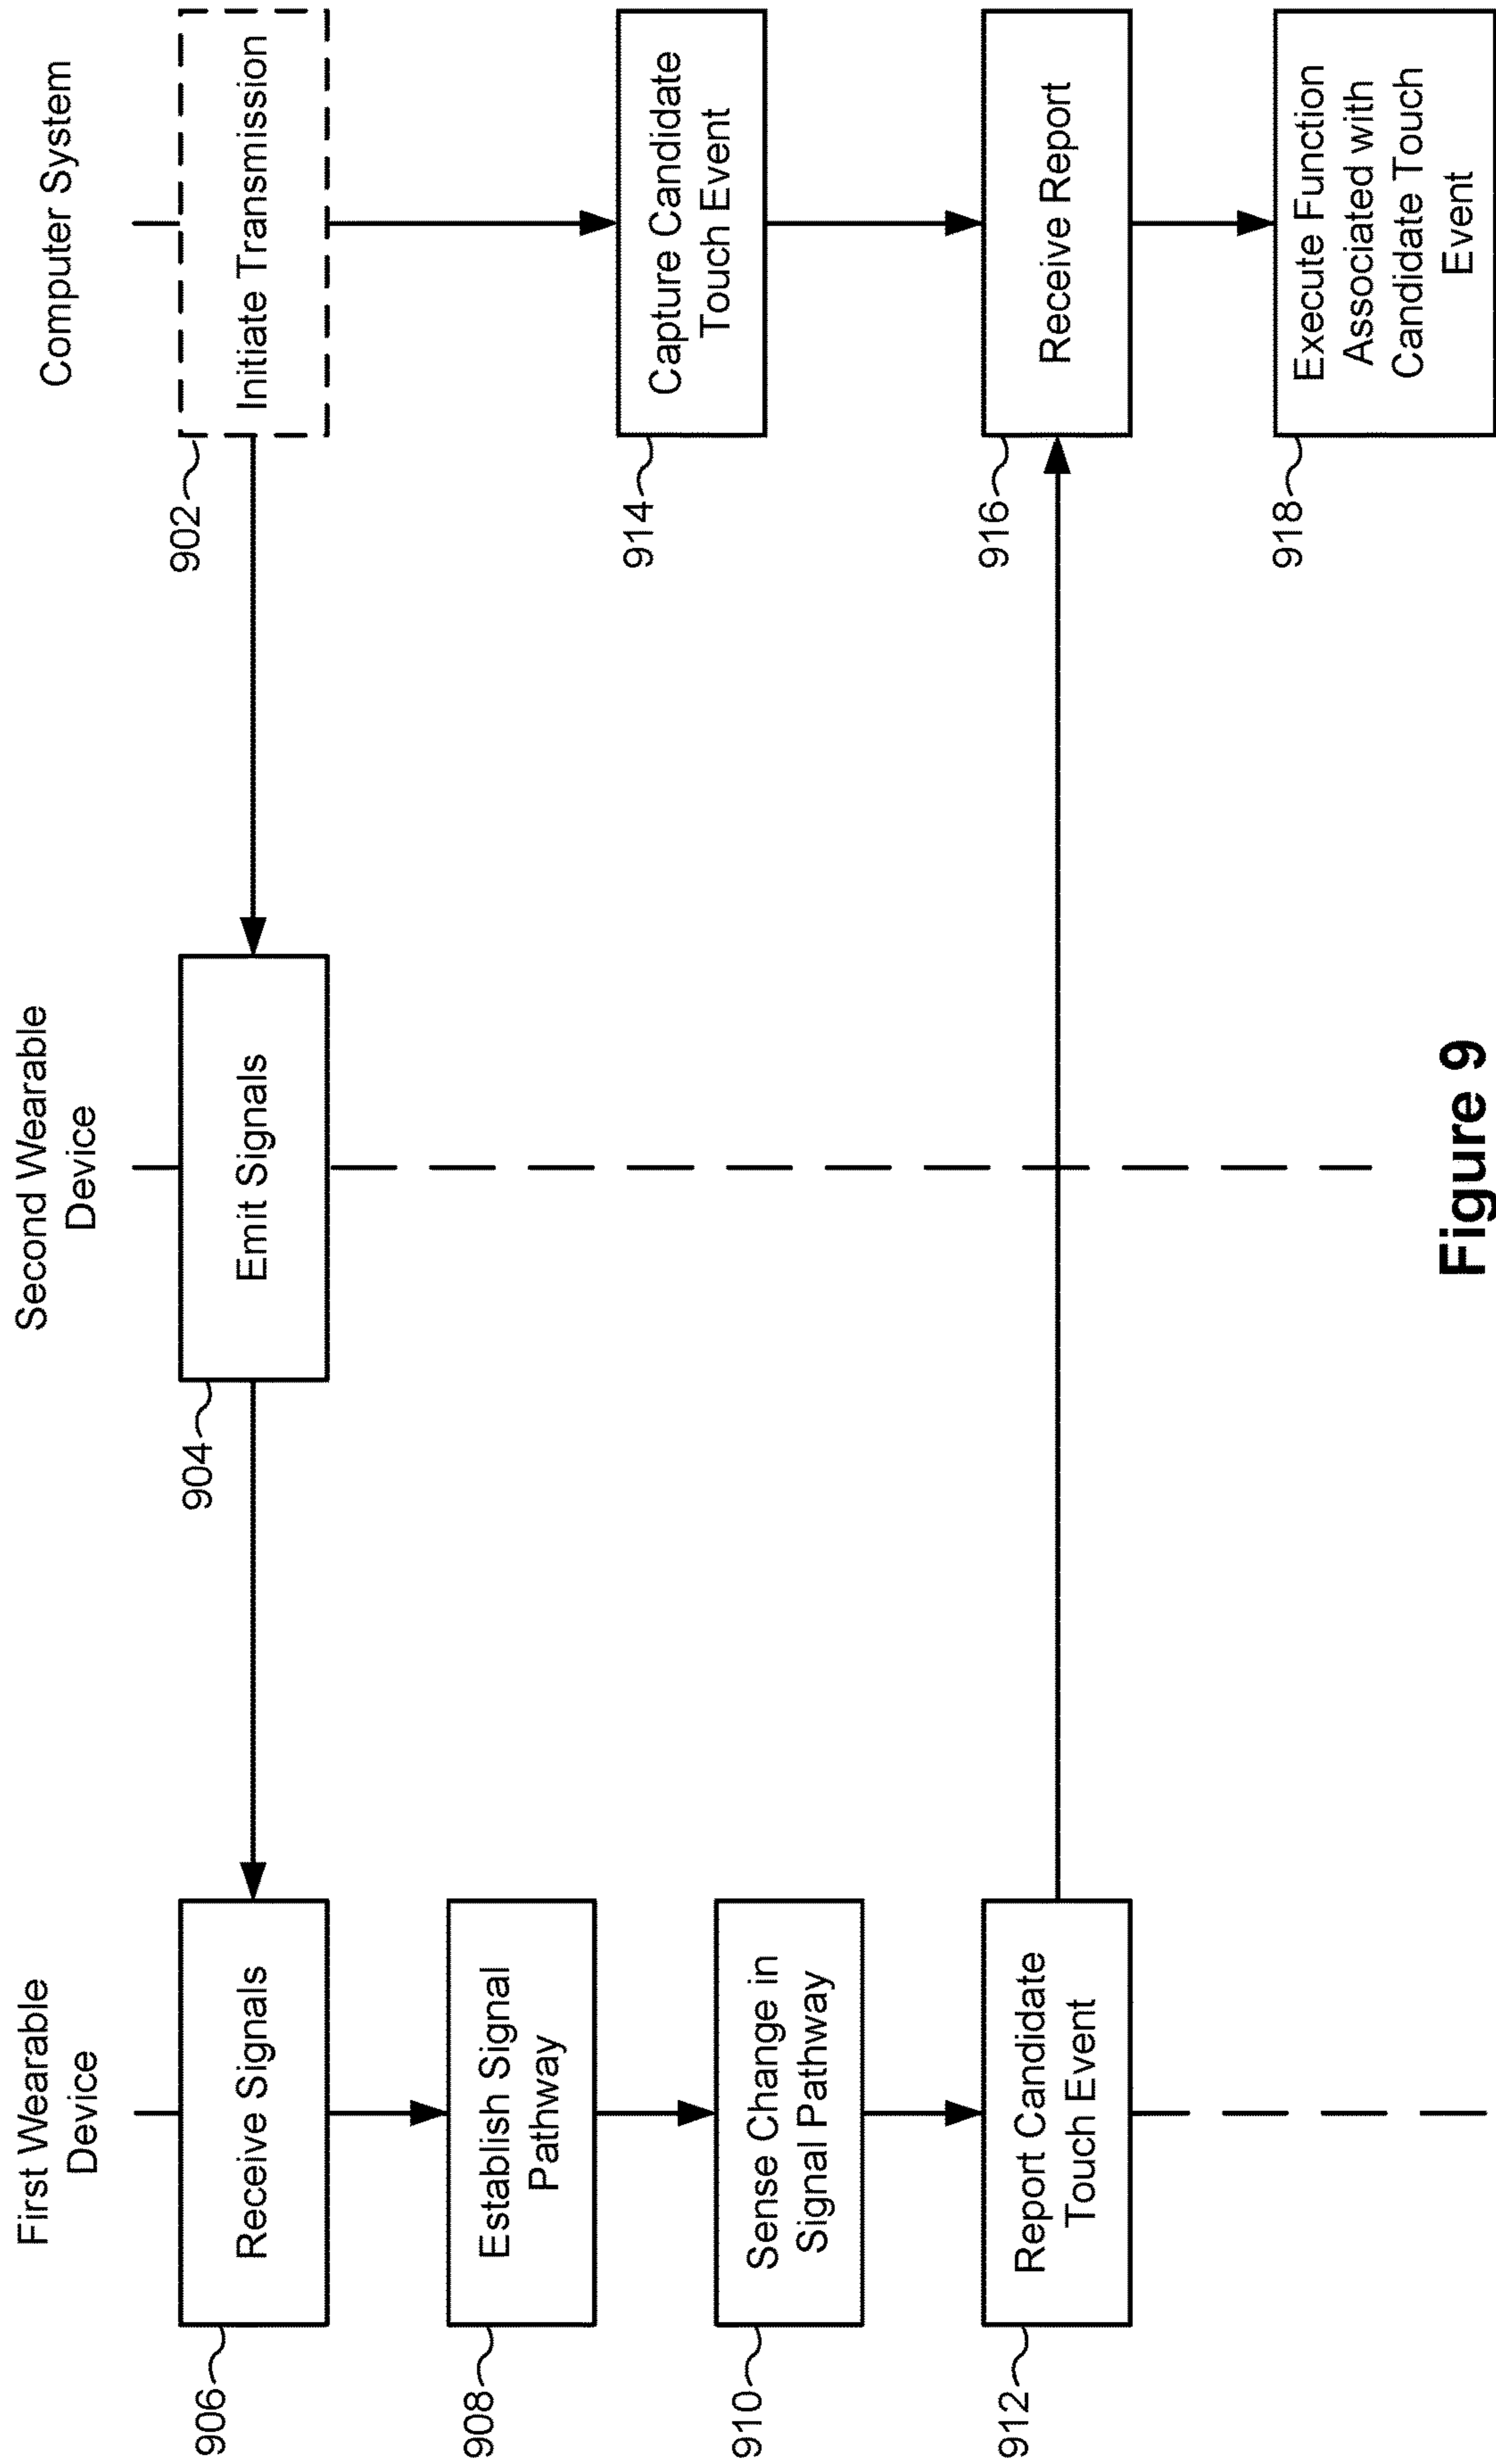 First Wearable
Device
Second Wearable
Device
Computer System
906
Receive Signals
904
Emit Signals
902
Initiate Transmission
908
Establish Signal
Pathway
914
Capture Candidate
Touch Event
910
Sense Change in
Signal Pathway
912
Report Candidate
Touch Event
916
Receive Report
918
Execute Function
Associated with
Candidate Touch
Event
Figure 9